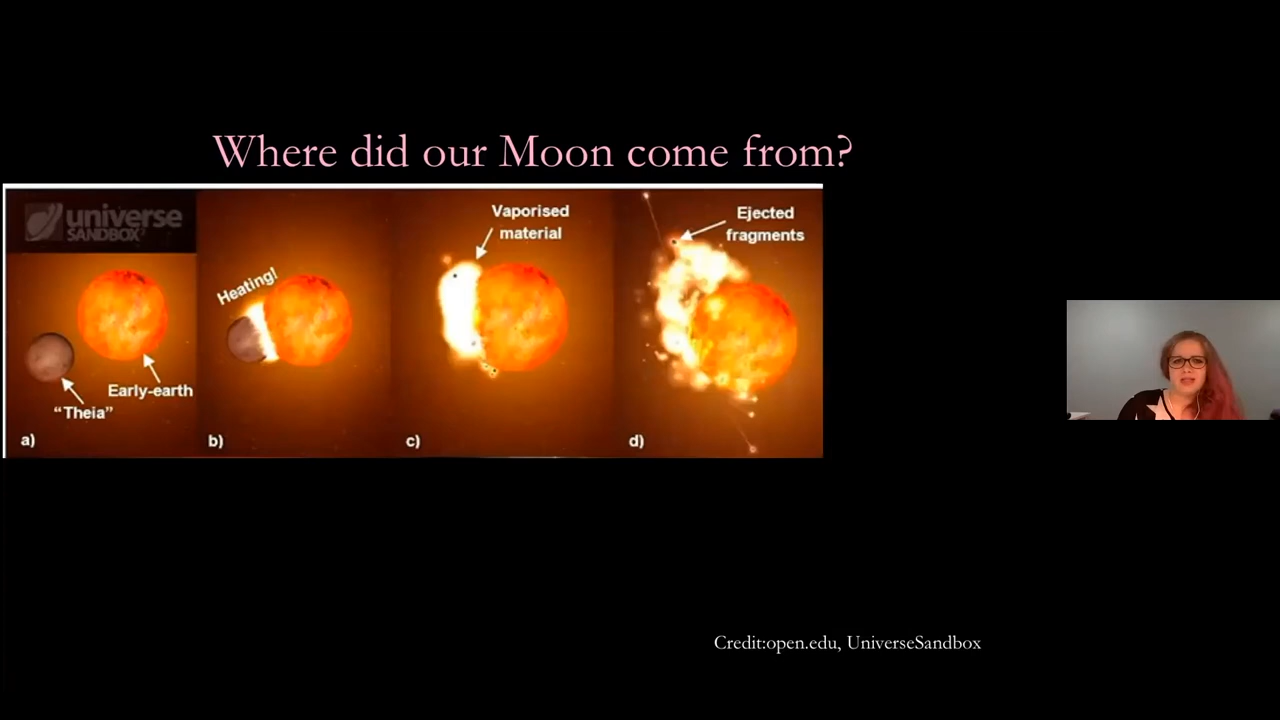 Where did our Moon come from?
universe
SANDBOX²
"Theia"
Early-earth
a)
Heating!
b)
Vaporised
material
c)
Ejected
fragments
d)
Credit:open.edu, UniverseSandbox